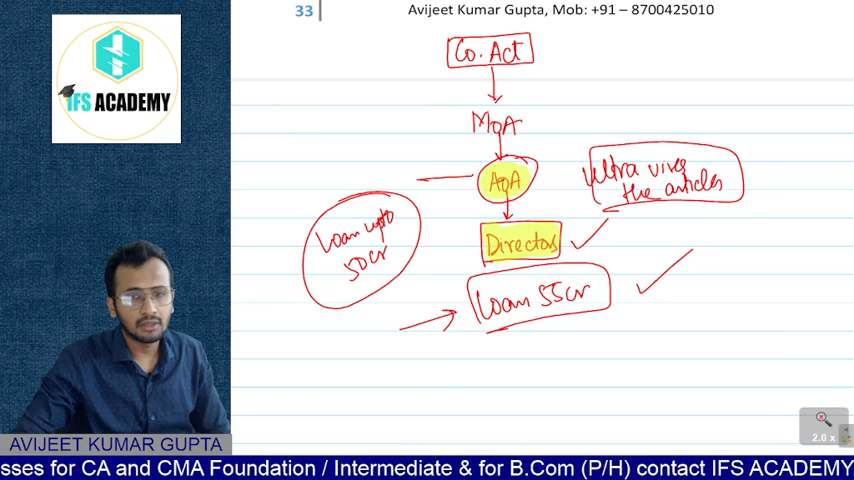 33
Avijeet Kumar Gupta, Mob: +91 – 8700425010
IFS ACADEMY
Co. Act
MoA
AoA
Ultra vires
the articles
Loan upto
50cr
Directors
Loan 55cr
2.0 x
AVIJEET KUMAR GUPTA
sses for CA and CMA Foundation / Intermediate & for B.Com (P/H) contact IFS ACADEMY